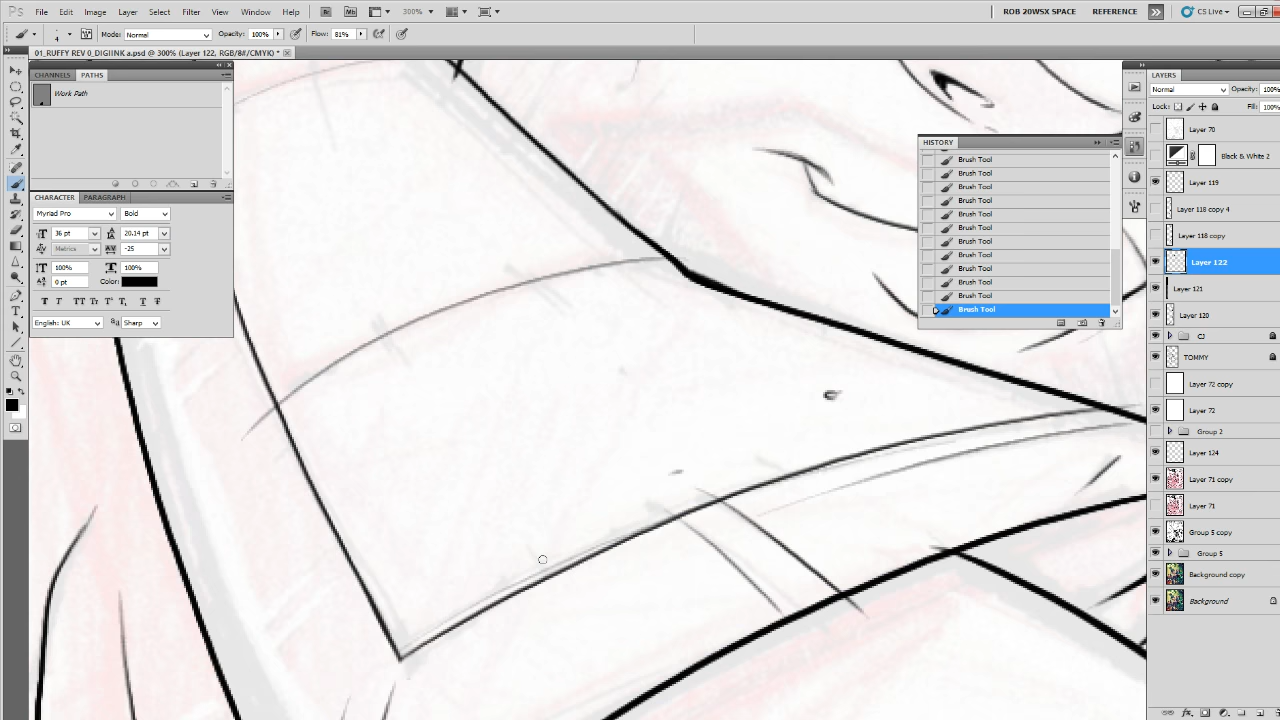 Ps File Edit Image Layer Select Filter View Window Help Br Mb 300% ROB 20WSX SPACE REFERENCE CS Live
4 Mode: Normal Opacity: 100% Flow: 81%
01_RUFFY REV 0_DIGIINK a.psd @ 300% (Layer 122, RGB/8#/CMYK) *
CHANNELS PATHS
Work Path
CHARACTER PARAGRAPH
Myriad Pro Bold
36 pt 20.14 pt
Metrics -25
100% 100%
0 pt Color:
English: UK Sharp
HISTORY
Brush Tool
Brush Tool
Brush Tool
Brush Tool
Brush Tool
Brush Tool
Brush Tool
Brush Tool
Brush Tool
Brush Tool
Brush Tool
Brush Tool
LAYERS
Normal Opacity: 100%
Lock: Fill: 100%
Layer 70
Black & White 2
Layer 119
Layer 118 copy 4
Layer 118 copy
Layer 122
Layer 121
Layer 120
CJ
TOMMY
Layer 72 copy
Layer 72
Group 2
Layer 124
Layer 71 copy
Layer 71
Group 5 copy
Group 5
Background copy
Background